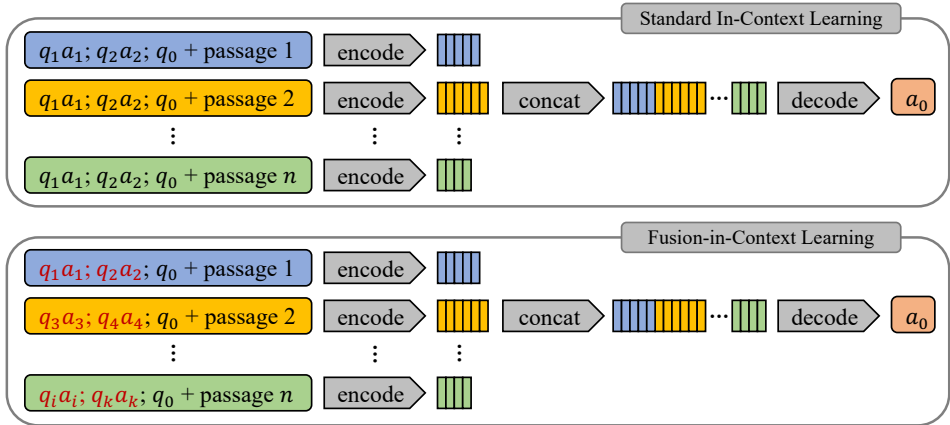 Standard In-Context Learning
q₁a₁; q₂a₂; q₀ + passage 1 encode
q₁a₁; q₂a₂; q₀ + passage 2 encode concat ... decode a₀
⋮ ⋮ ⋮
q₁a₁; q₂a₂; q₀ + passage n encode
Fusion-in-Context Learning
q₁a₁; q₂a₂; q₀ + passage 1 encode
q₃a₃; q₄a₄; q₀ + passage 2 encode concat ... decode a₀
⋮ ⋮ ⋮
qᵢaᵢ; qₖaₖ; q₀ + passage n encode